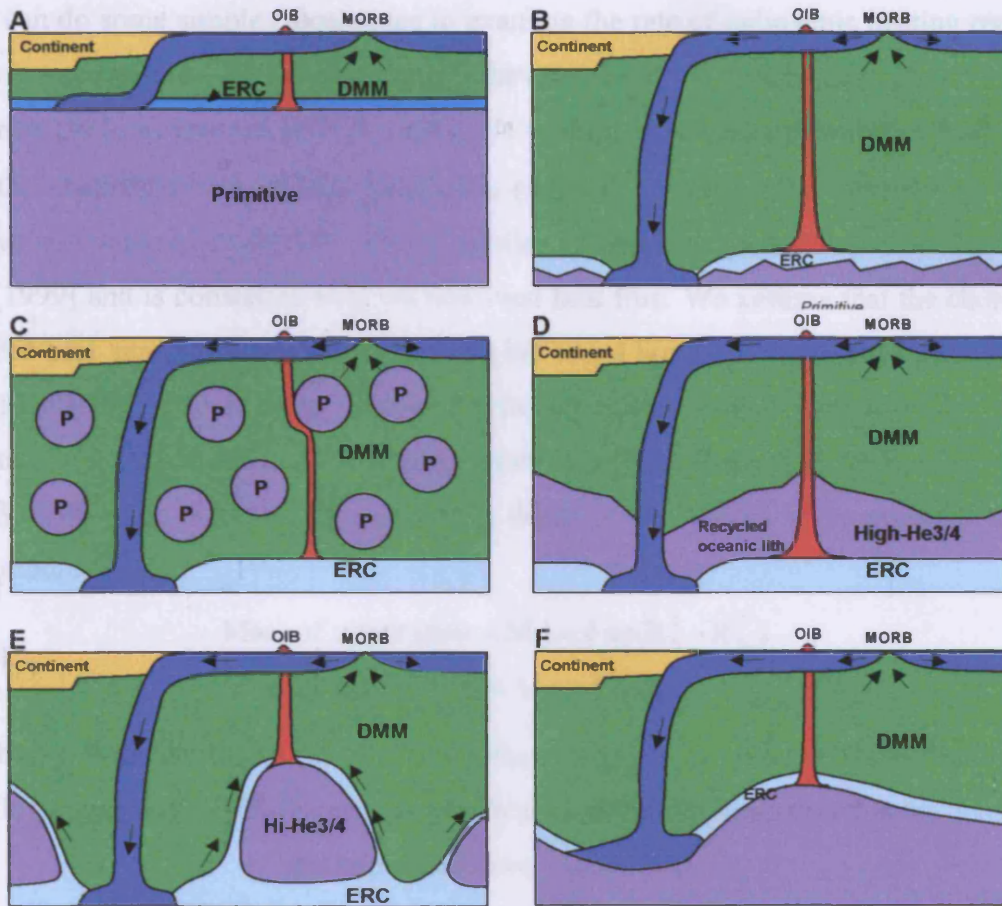 A
OIB
MORB
Continent
ERC
DMM
Primitive
B
OIB
MORB
Continent
DMM
ERC
Primitive
C
OIB
MORB
Continent
P
P
P
P
P
P
P
P
DMM
ERC
D
OIB
MORB
Continent
DMM
Recycled
oceanic lith
High-He3/4
ERC
E
OIB
MORB
Continent
DMM
Hi-He3/4
ERC
F
OIB
MORB
Continent
DMM
ERC